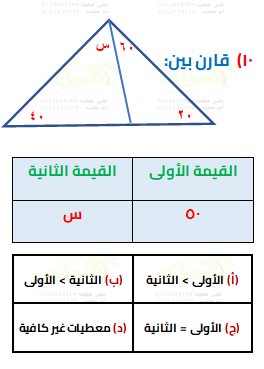 ١٠) قارن بين:
س ٦٠
٤٠ ٢٠
القيمة الأولى القيمة الثانية
٥٠ س
(أ) الأولى > الثانية (ب) الثانية > الأولى
(ج) الأولى = الثانية (د) معطيات غير كافية